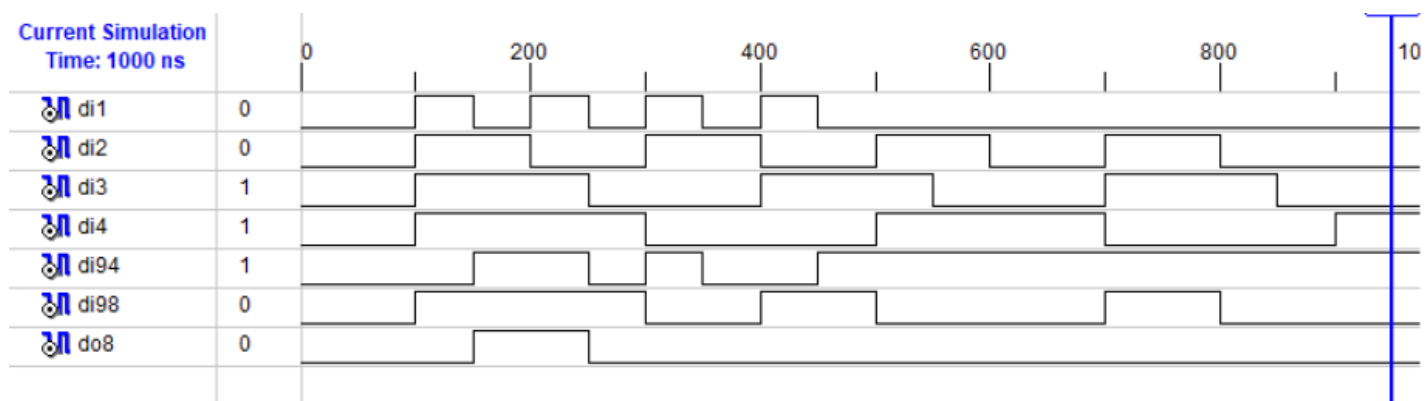 Current Simulation
Time: 1000 ns
0 200 400 600 800 10
di1 0
di2 0
di3 1
di4 1
di94 1
di98 0
do8 0